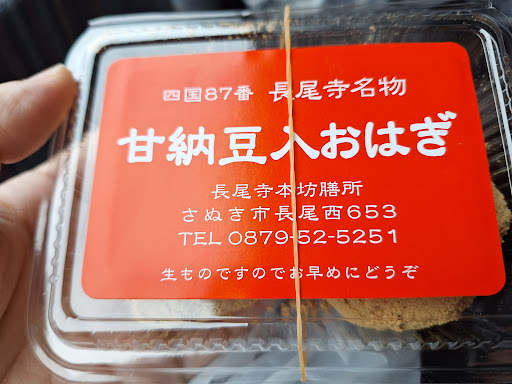 四国87番 長尾寺名物
甘納豆入おはぎ
長尾寺本坊膳所
さぬき市長尾西653
TEL 0879-52-5251
生ものですのでお早めにどうぞ